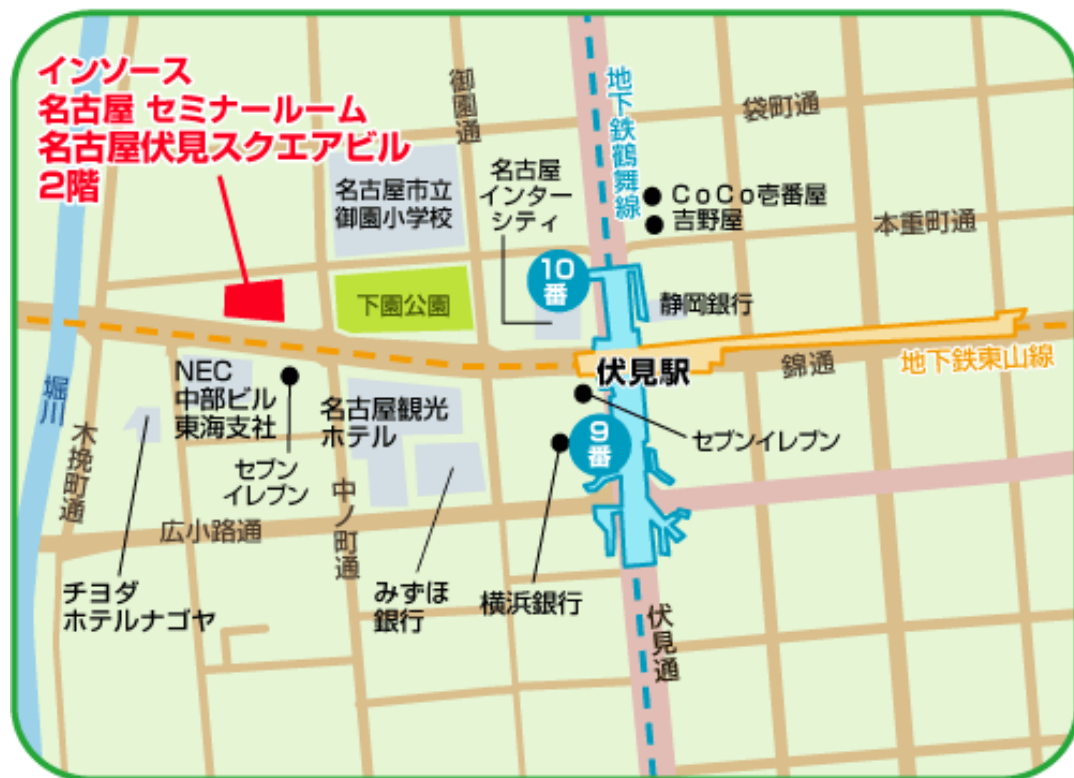 インソース
名古屋 セミナールーム
名古屋伏見スクエアビル
2階
御園通
地下鉄鶴舞線
袋町通
名古屋市立
御園小学校
名古屋
インター
シティ
CoCo壱番屋
吉野屋
本重町通
10
番
下園公園
静岡銀行
伏見駅
錦通
地下鉄東山線
堀川
木挽町通
NEC
中部ビル
東海支社
名古屋観光
ホテル
9
番
セブンイレブン
セブン
イレブン
中ノ町通
広小路通
チヨダ
ホテルナゴヤ
みずほ
銀行
横浜銀行
伏見通